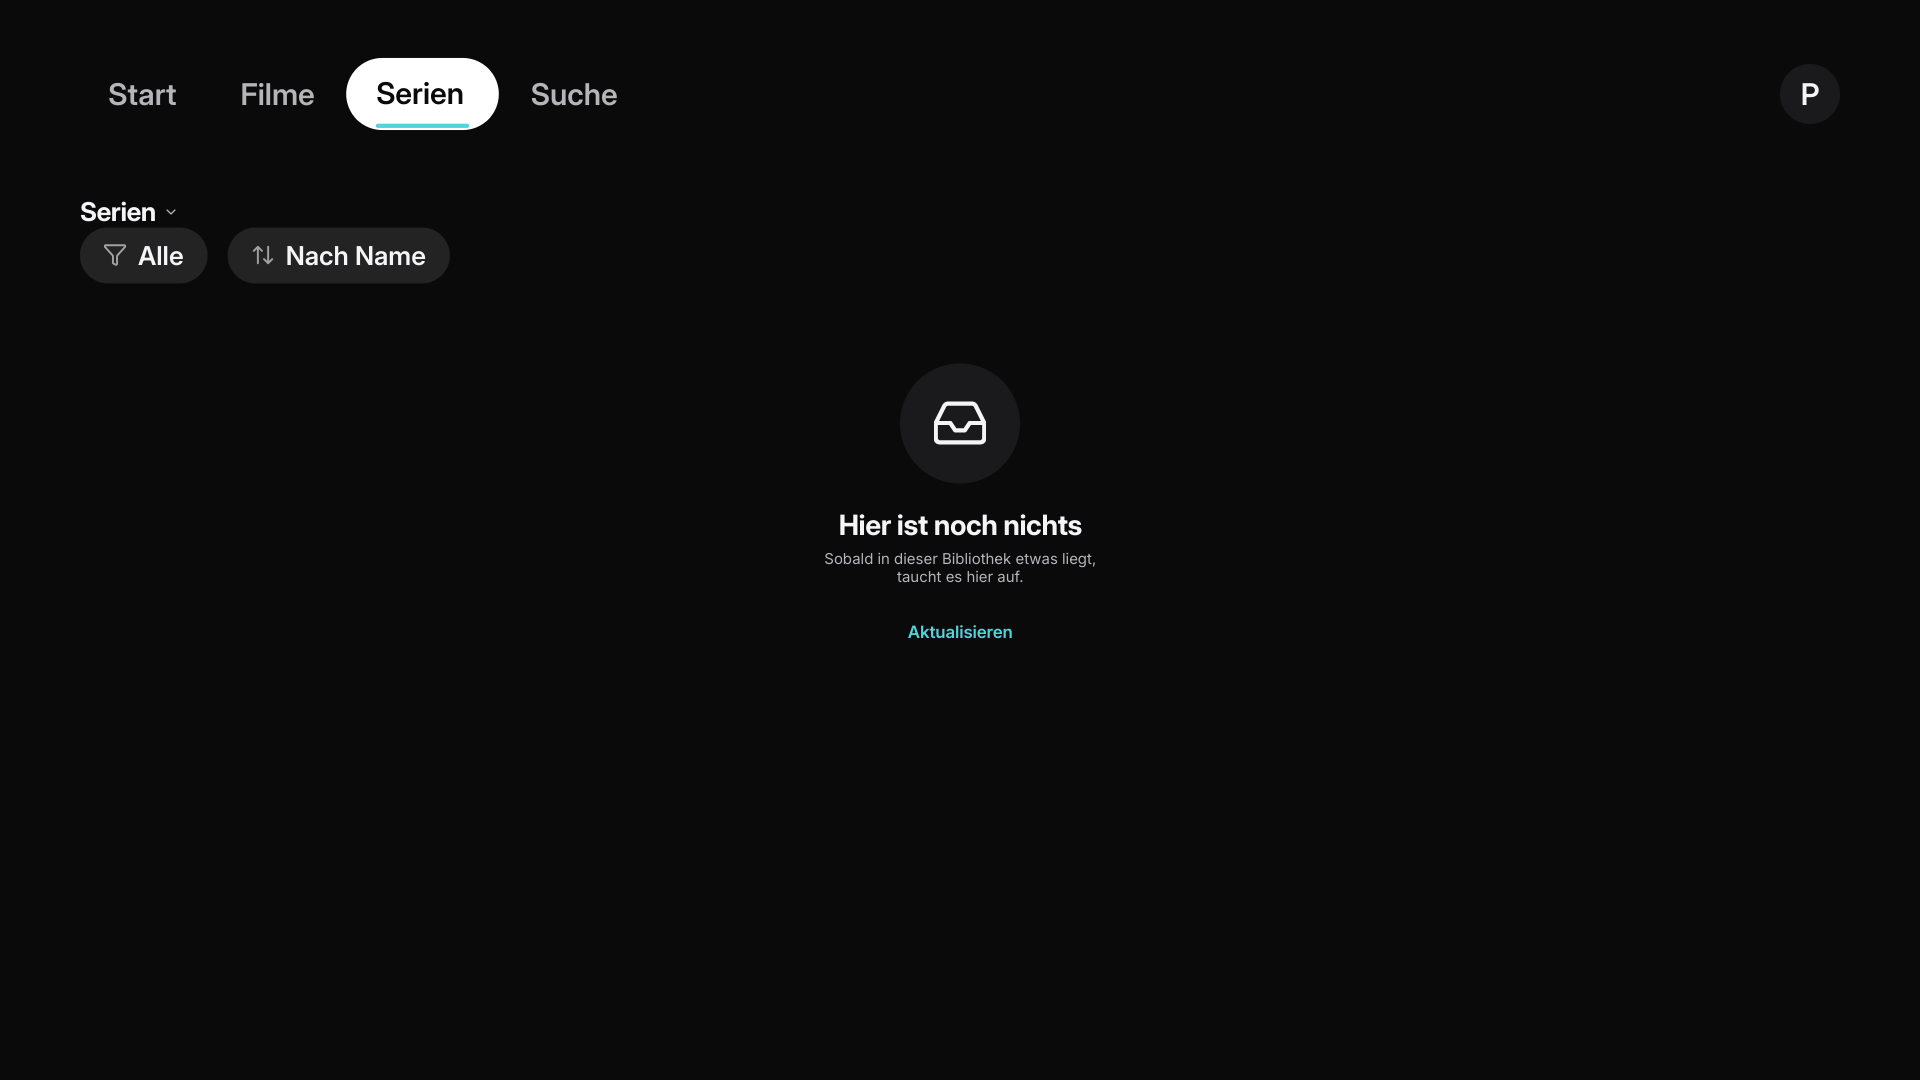 Start Filme Serien Suche P
Serien
Alle Nach Name
Hier ist noch nichts
Sobald in dieser Bibliothek etwas liegt,
taucht es hier auf.
Aktualisieren